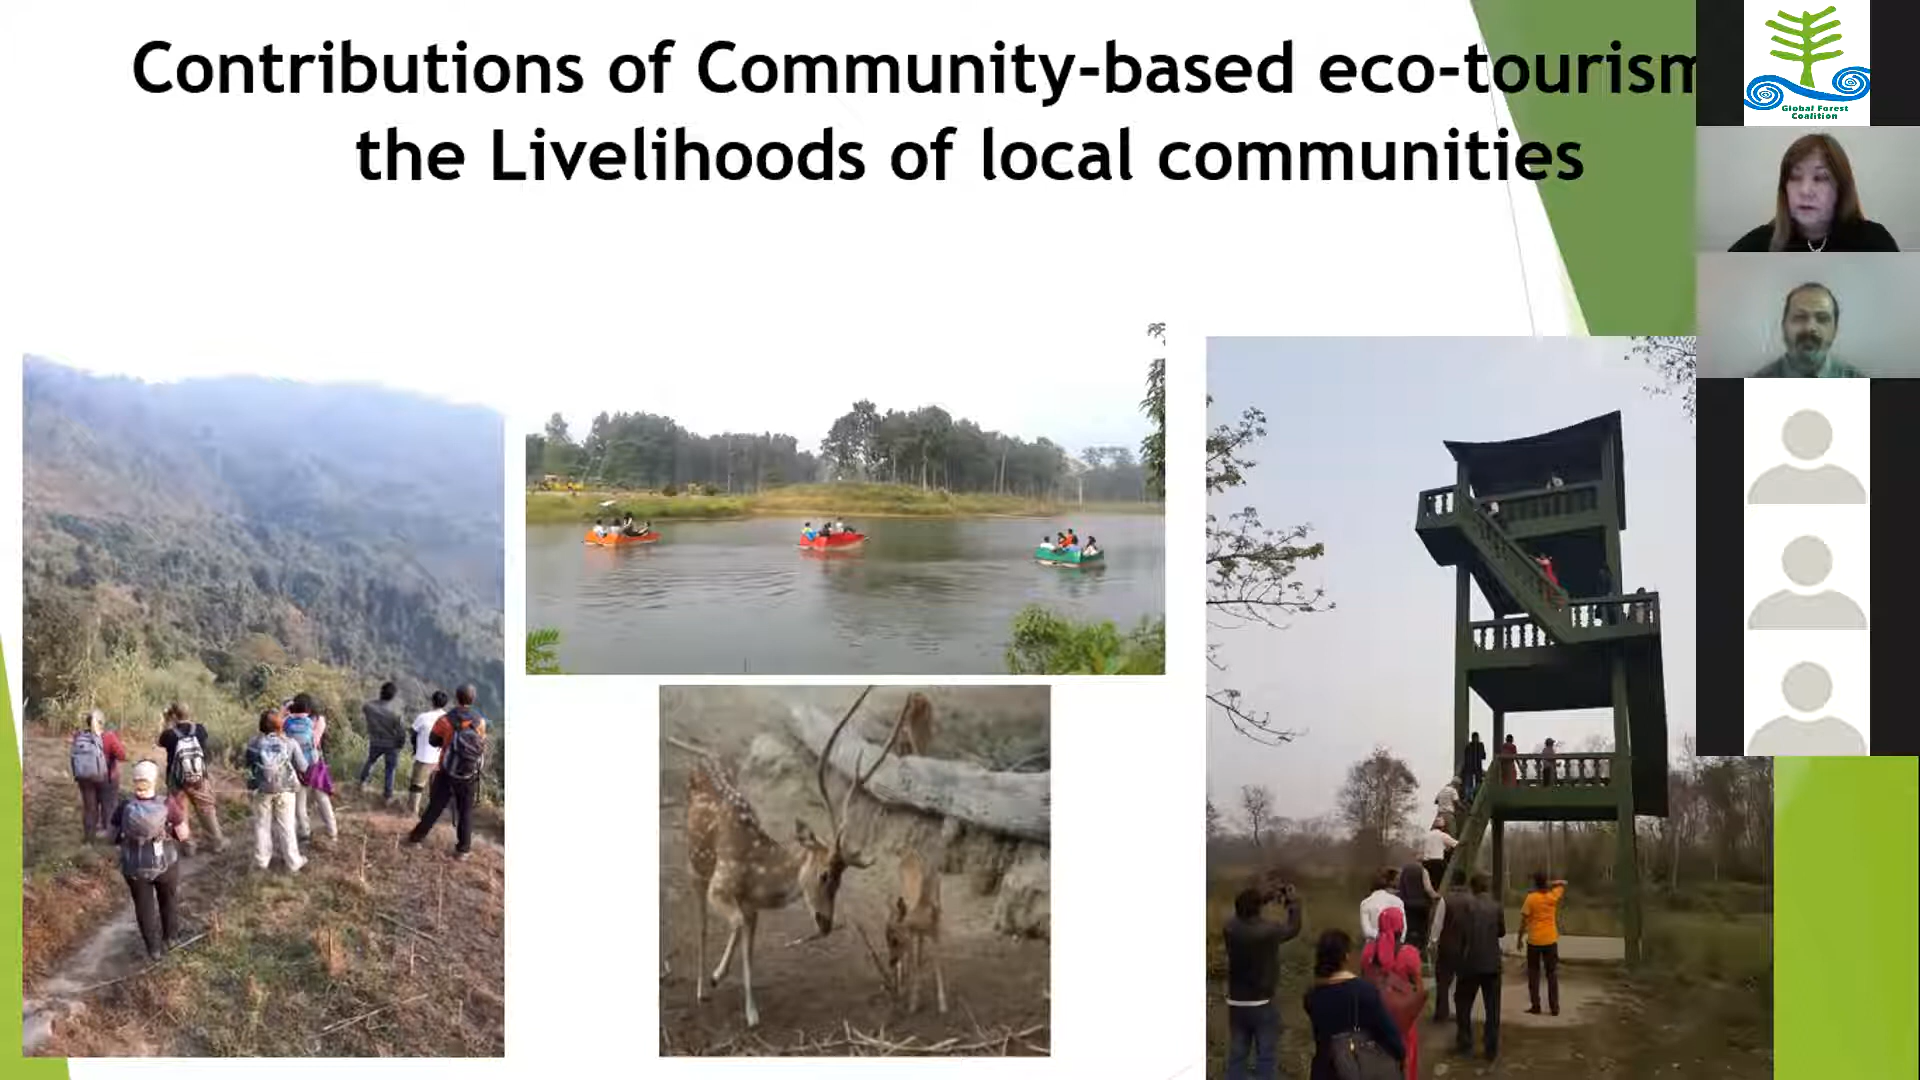 Contributions of Community-based eco-tourism
the Livelihoods of local communities
Global Forest
Coalition